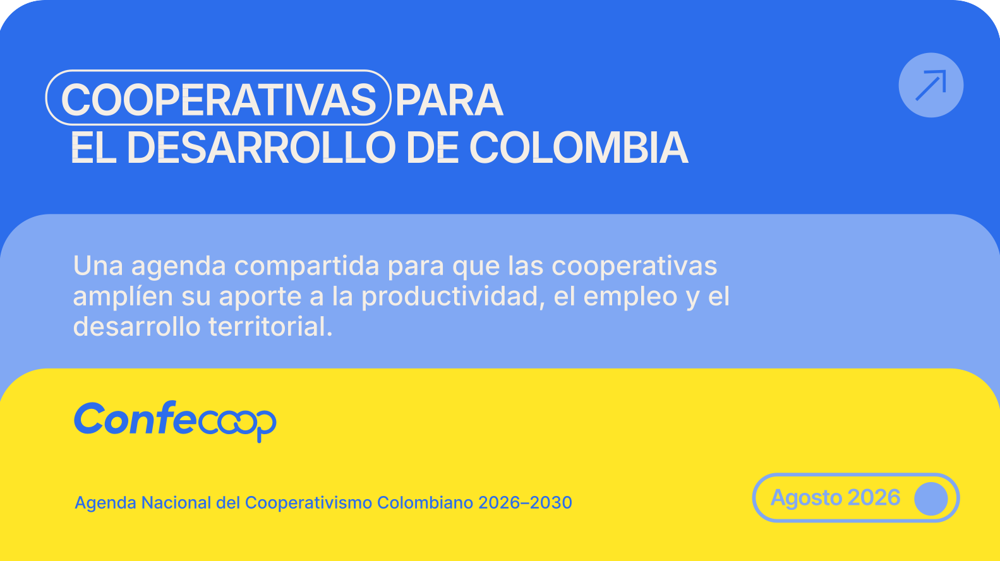 COOPERATIVAS PARA
EL DESARROLLO DE COLOMBIA
Una agenda compartida para que las cooperativas
amplíen su aporte a la productividad, el empleo y el
desarrollo territorial.
Confecoop
Agenda Nacional del Cooperativismo Colombiano 2026–2030
Agosto 2026